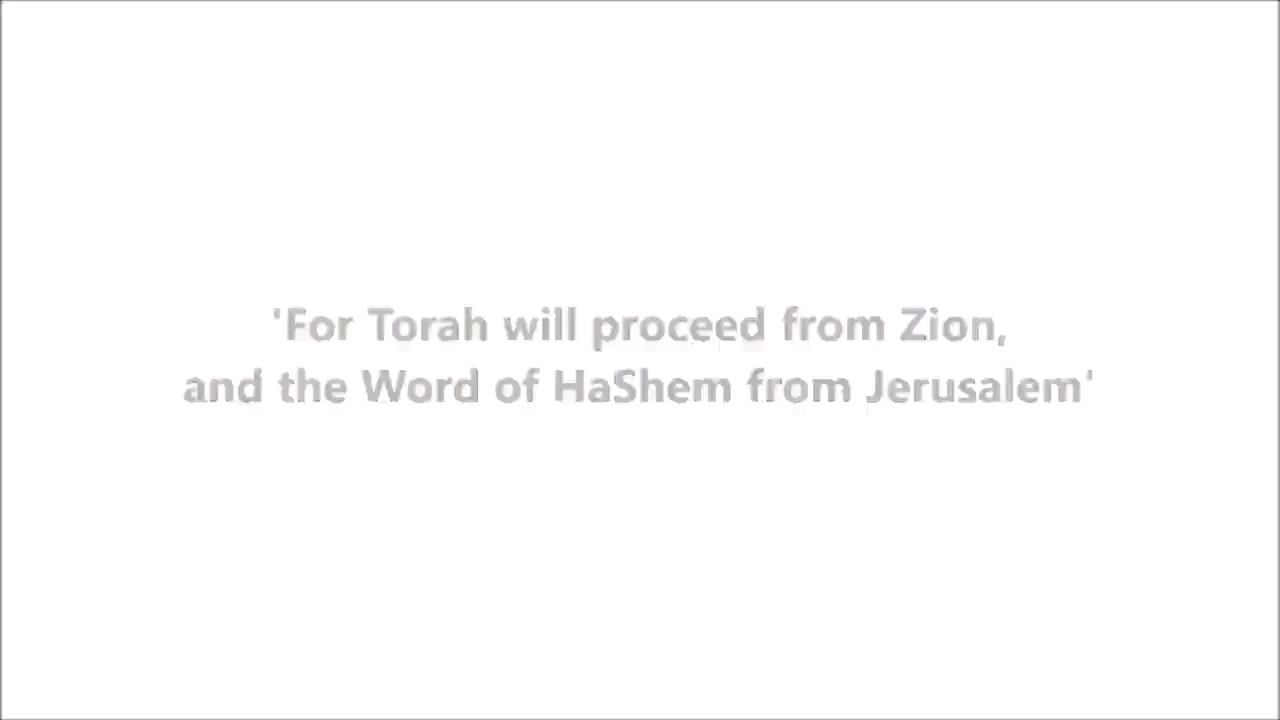 'For Torah will proceed from Zion,
and the Word of HaShem from Jerusalem'